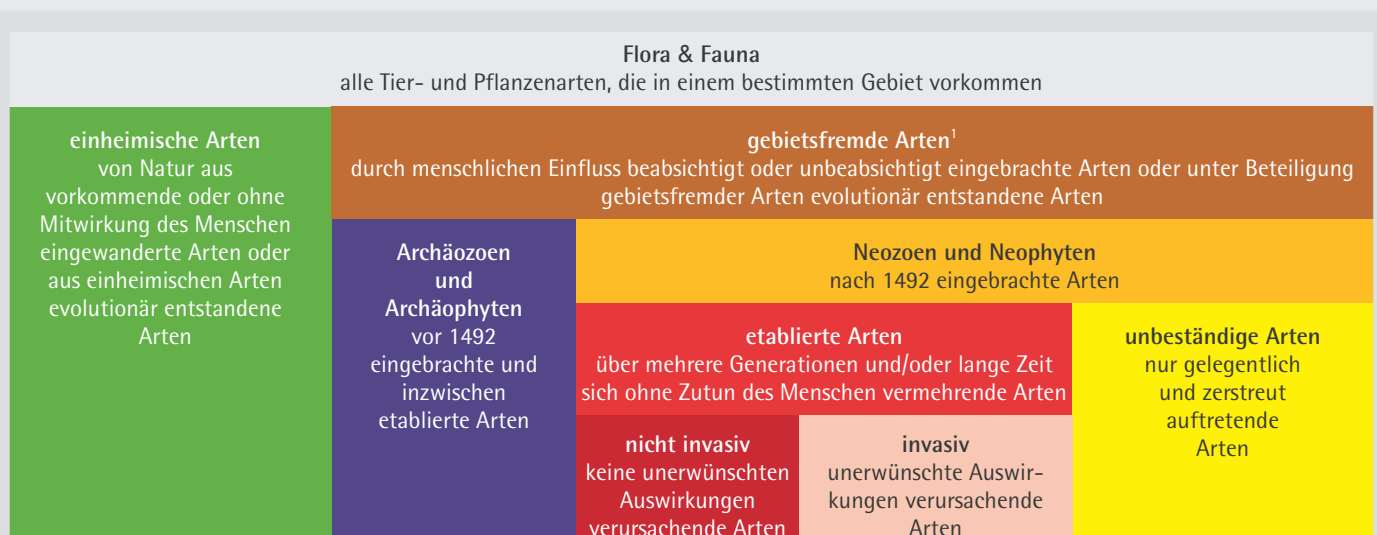 Flora & Fauna
alle Tier- und Pflanzenarten, die in einem bestimmten Gebiet vorkommen
einheimische Arten
von Natur aus
vorkommende oder ohne
Mitwirkung des Menschen
eingewanderte Arten oder
aus einheimischen Arten
evolutionär entstandene
Arten
gebietsfremde Arten¹
durch menschlichen Einfluss beabsichtigt oder unbeabsichtigt eingebrachte Arten oder unter Beteiligung
gebietsfremder Arten evolutionär entstandene Arten
Archäozoen
und
Archäophyten
vor 1492
eingebrachte und
inzwischen
etablierte Arten
Neozoen und Neophyten
nach 1492 eingebrachte Arten
etablierte Arten
über mehrere Generationen und/oder lange Zeit
sich ohne Zutun des Menschen vermehrende Arten
nicht invasiv
keine unerwünschten
Auswirkungen
verursachende Arten
invasiv
unerwünschte Auswir-
kungen verursachende
Arten
unbeständige Arten
nur gelegentlich
und zerstreut
auftretende
Arten